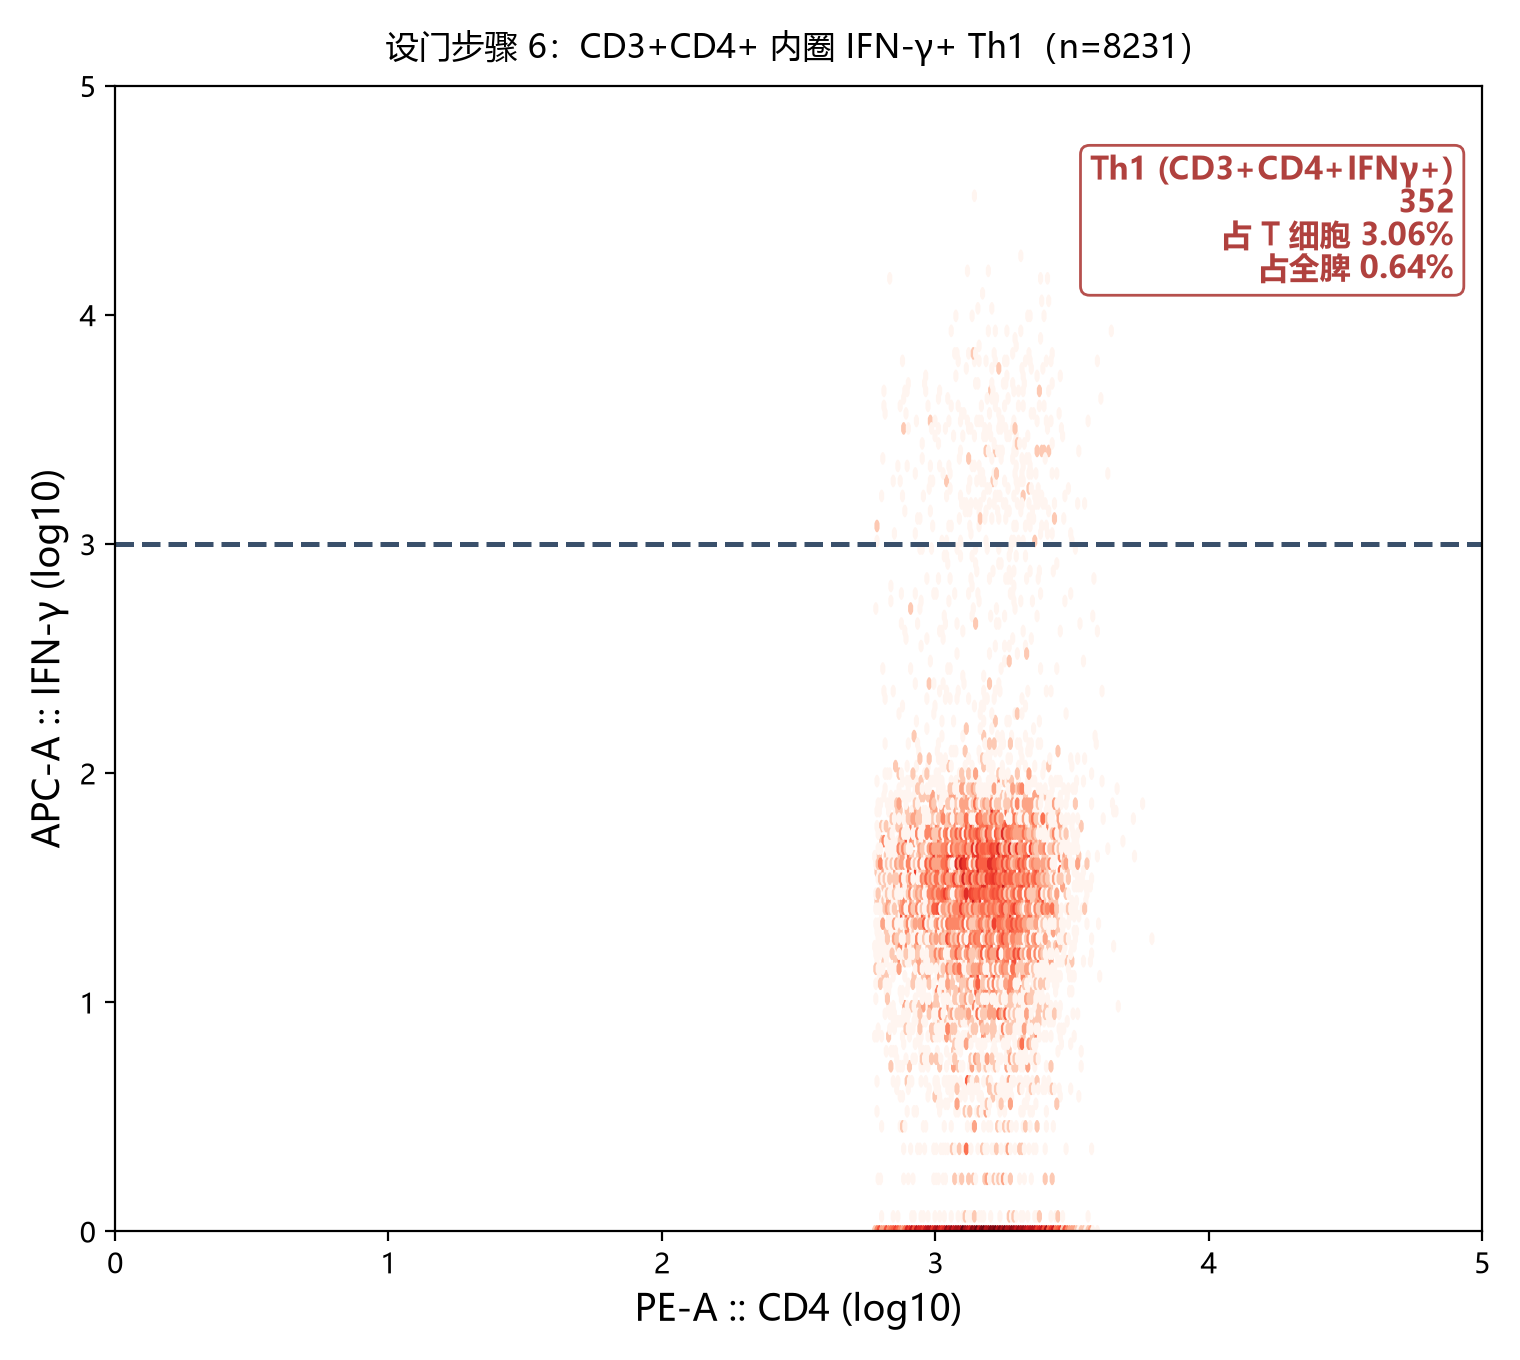 设门步骤 6：CD3+CD4+ 内圈 IFN-γ+ Th1（n=8231）
Th1 (CD3+CD4+IFNγ+)
352
占 T 细胞 3.06%
占全脾 0.64%
APC-A :: IFN-γ (log10)
5
4
3
2
1
0
0 1 2 3 4 5
PE-A :: CD4 (log10)